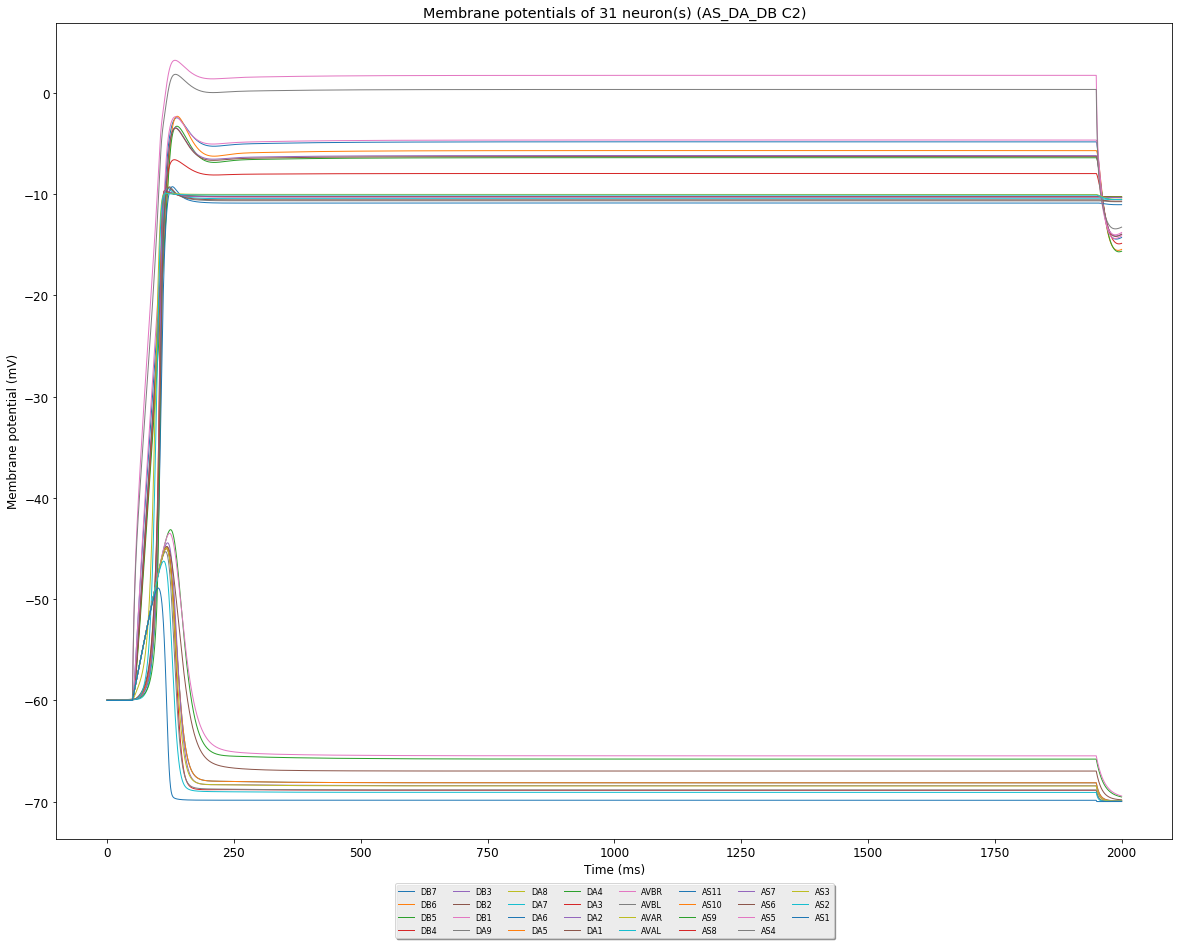 Membrane potentials of 31 neuron(s) (AS_DA_DB C2)
Membrane potential (mV)
0
−10
−20
−30
−40
−50
−60
−70
0 250 500 750 1000 1250 1500 1750 2000
Time (ms)
DB7 DB3 DA8 DA4 AVBR AS11 AS7 AS3
DB6 DB2 DA7 DA3 AVBL AS10 AS6 AS2
DB5 DB1 DA6 DA2 AVAR AS9 AS5 AS1
DB4 DA9 DA5 DA1 AVAL AS8 AS4